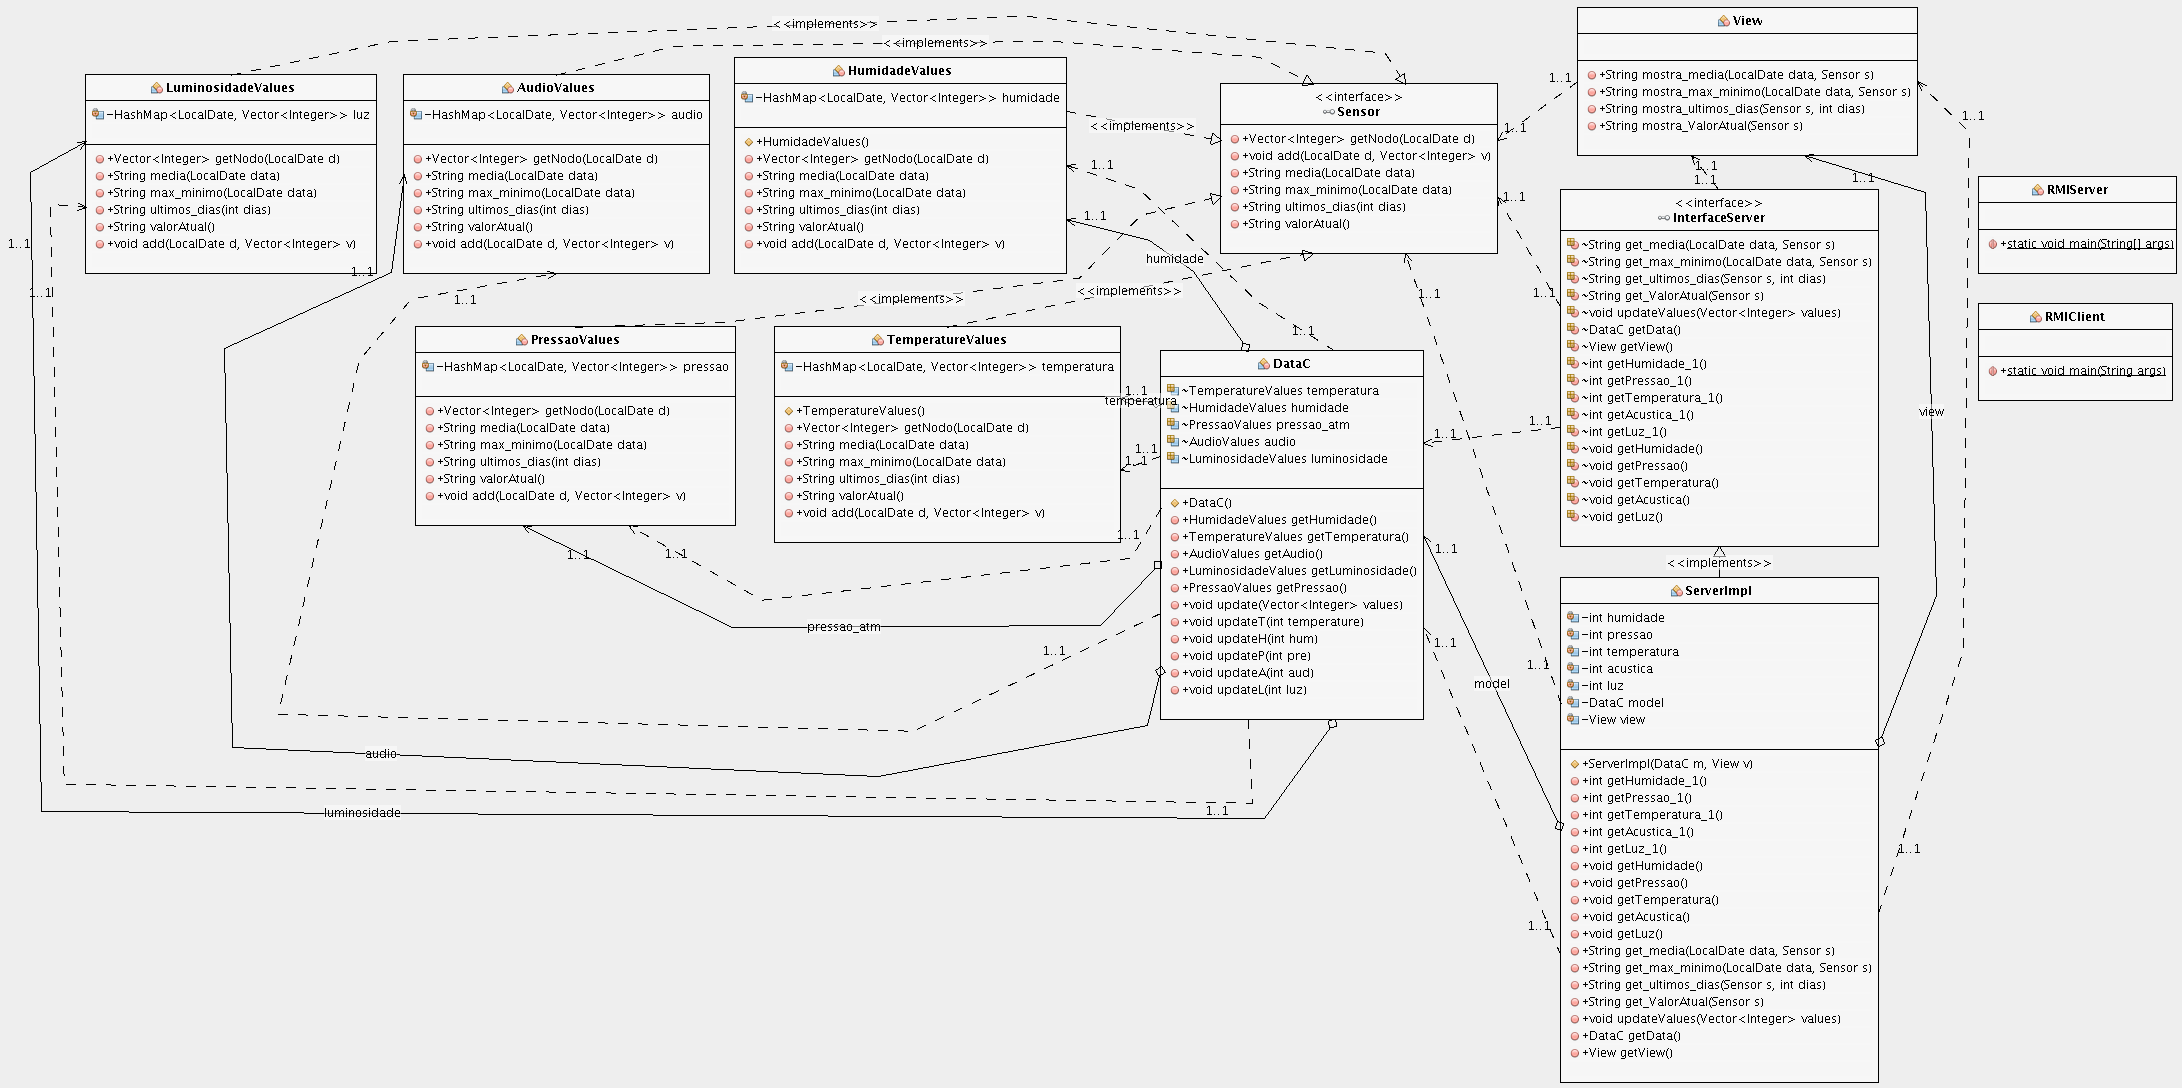 <<implements>>
<<implements>>
LuminosidadeValues
-HashMap<LocalDate, Vector<Integer>> luz
+Vector<Integer> getNodo(LocalDate d)
+String media(LocalDate data)
+String max_minimo(LocalDate data)
+String ultimos_dias(int dias)
+String valorAtual()
+void add(LocalDate d, Vector<Integer> v)
AudioValues
-HashMap<LocalDate, Vector<Integer>> audio
+Vector<Integer> getNodo(LocalDate d)
+String media(LocalDate data)
+String max_minimo(LocalDate data)
+String ultimos_dias(int dias)
+String valorAtual()
+void add(LocalDate d, Vector<Integer> v)
HumidadeValues
-HashMap<LocalDate, Vector<Integer>> humidade
+HumidadeValues()
+Vector<Integer> getNodo(LocalDate d)
+String media(LocalDate data)
+String max_minimo(LocalDate data)
+String ultimos_dias(int dias)
+String valorAtual()
+void add(LocalDate d, Vector<Integer> v)
<<implements>>
1..1
1..1
humidade
<<implements>>
<<implements>>
1..1
<<interface>>
Sensor
+Vector<Integer> getNodo(LocalDate d)
+void add(LocalDate d, Vector<Integer> v)
+String media(LocalDate data)
+String max_minimo(LocalDate data)
+String ultimos_dias(int dias)
+String valorAtual()
View
+String mostra_media(LocalDate data, Sensor s)
+String mostra_max_minimo(LocalDate data, Sensor s)
+String mostra_ultimos_dias(Sensor s, int dias)
+String mostra_ValorAtual(Sensor s)
1..1
1..1
1..1
1..1
1..1
1..1
1..1
1..1
1..1
<<interface>>
InterfaceServer
~String get_media(LocalDate data, Sensor s)
~String get_max_minimo(LocalDate data, Sensor s)
~String get_ultimos_dias(Sensor s, int dias)
~String get_ValorAtual(Sensor s)
~void updateValues(Vector<Integer> values)
~DataC getData()
~View getView()
~int getHumidade_1()
~int getPressao_1()
~int getTemperatura_1()
~int getAcustica_1()
~int getLuz_1()
~void getHumidade()
~void getPressao()
~void getTemperatura()
~void getAcustica()
~void getLuz()
RMIServer
+static void main(String[] args)
RMIClient
+static void main(String args)
1..1
1..1
1..1
1..1
PressaoValues
-HashMap<LocalDate, Vector<Integer>> pressao
+Vector<Integer> getNodo(LocalDate d)
+String media(LocalDate data)
+String max_minimo(LocalDate data)
+String ultimos_dias(int dias)
+String valorAtual()
+void add(LocalDate d, Vector<Integer> v)
TemperatureValues
-HashMap<LocalDate, Vector<Integer>> temperatura
+TemperatureValues()
+Vector<Integer> getNodo(LocalDate d)
+String media(LocalDate data)
+String max_minimo(LocalDate data)
+String ultimos_dias(int dias)
+String valorAtual()
+void add(LocalDate d, Vector<Integer> v)
1..1
temperatura
1..1
1..1
1..1
DataC
~TemperatureValues temperatura
~HumidadeValues humidade
~PressaoValues pressao_atm
~AudioValues audio
~LuminosidadeValues luminosidade
+DataC()
+HumidadeValues getHumidade()
+TemperatureValues getTemperatura()
+AudioValues getAudio()
+LuminosidadeValues getLuminosidade()
+PressaoValues getPressao()
+void update(Vector<Integer> values)
+void updateT(int temperature)
+void updateH(int hum)
+void updateP(int pre)
+void updateA(int aud)
+void updateL(int luz)
1..1
1..1
view
1..1
1..1
1..1
1..1
pressao_atm
1..1
1..1
model
1..1
audio
luminosidade
1..1
1..1
1..1
<<implements>>
ServerImpl
-int humidade
-int pressao
-int temperatura
-int acustica
-int luz
-DataC model
-View view
+ServerImpl(DataC m, View v)
+int getHumidade_1()
+int getPressao_1()
+int getTemperatura_1()
+int getAcustica_1()
+int getLuz_1()
+void getHumidade()
+void getPressao()
+void getTemperatura()
+void getAcustica()
+void getLuz()
+String get_media(LocalDate data, Sensor s)
+String get_max_minimo(LocalDate data, Sensor s)
+String get_ultimos_dias(Sensor s, int dias)
+String get_ValorAtual(Sensor s)
+void updateValues(Vector<Integer> values)
+DataC getData()
+View getView()